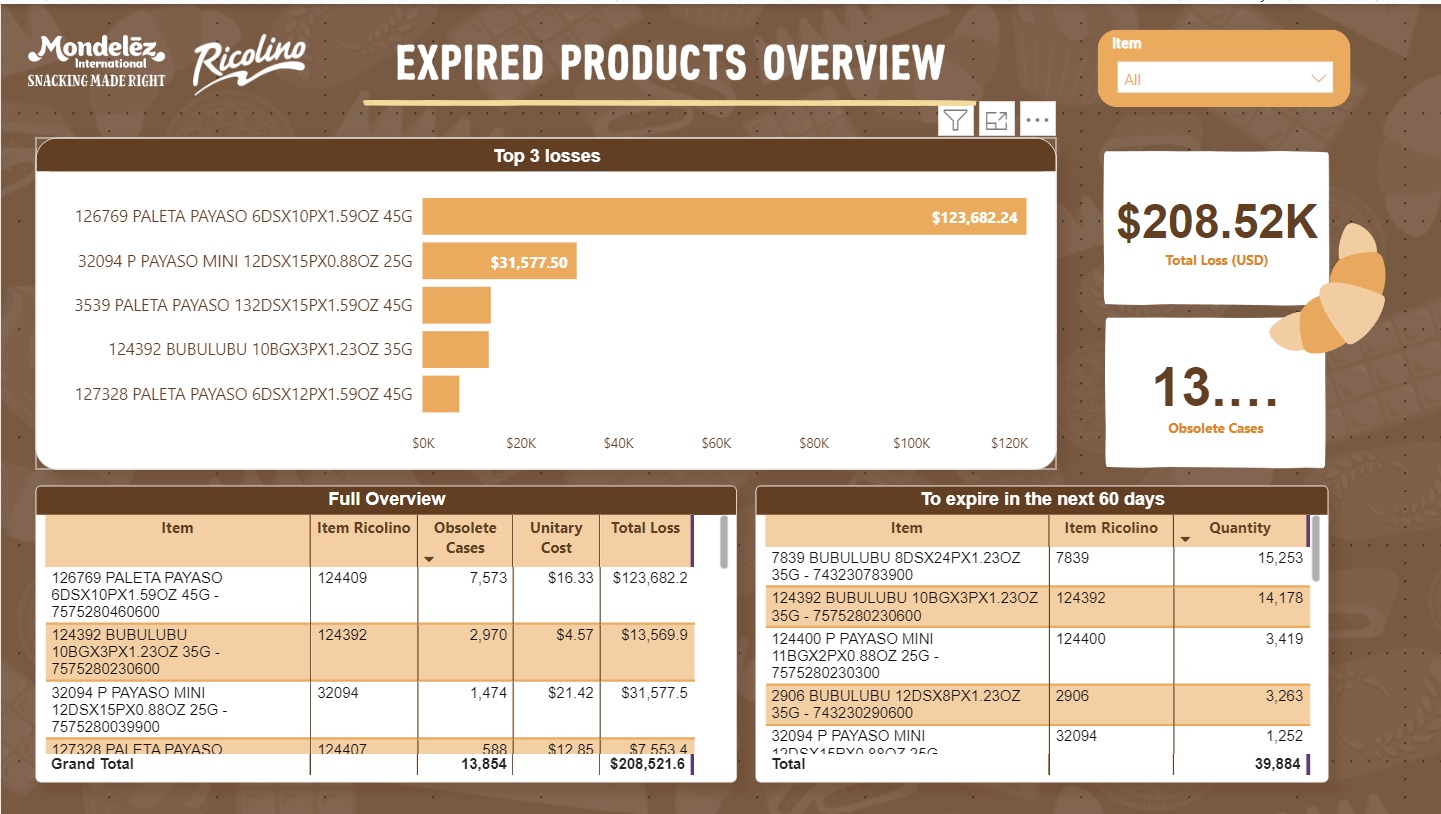 Mondelēz
International
SNACKING MADE RIGHT
Ricolino
EXPIRED PRODUCTS OVERVIEW
Item
All
Top 3 losses
126769 PALETA PAYASO 6DSX10PX1.59OZ 45G
$123,682.24
32094 P PAYASO MINI 12DSX15PX0.88OZ 25G
$31,577.50
3539 PALETA PAYASO 132DSX15PX1.59OZ 45G
124392 BUBULUBU 10BGX3PX1.23OZ 35G
127328 PALETA PAYASO 6DSX12PX1.59OZ 45G
$0K $20K $40K $60K $80K $100K $120K
$208.52K
Total Loss (USD)
13....
Obsolete Cases
Full Overview
Item Item Ricolino Obsolete Unitary Total Loss
Cases Cost
126769 PALETA PAYASO 124409 7,573 $16.33 $123,682.2
6DSX10PX1.59OZ 45G -
7575280460600
124392 BUBULUBU 124392 2,970 $4.57 $13,569.9
10BGX3PX1.23OZ 35G -
7575280230600
32094 P PAYASO MINI 32094 1,474 $21.42 $31,577.5
12DSX15PX0.88OZ 25G -
7575280039900
127328 PALETA PAYASO 124407 588 $12.85 $7,553.4
Grand Total 13,854 $208,521.6
To expire in the next 60 days
Item Item Ricolino Quantity
7839 BUBULUBU 8DSX24PX1.23OZ 7839 15,253
35G - 743230783900
124392 BUBULUBU 10BGX3PX1.23OZ 124392 14,178
35G - 7575280230600
124400 P PAYASO MINI 124400 3,419
11BGX2PX0.88OZ 25G -
7575280230300
2906 BUBULUBU 12DSX8PX1.23OZ 2906 3,263
35G - 743230290600
32094 P PAYASO MINI 32094 1,252
12DSX15PX0.88OZ 25G
Total 39,884